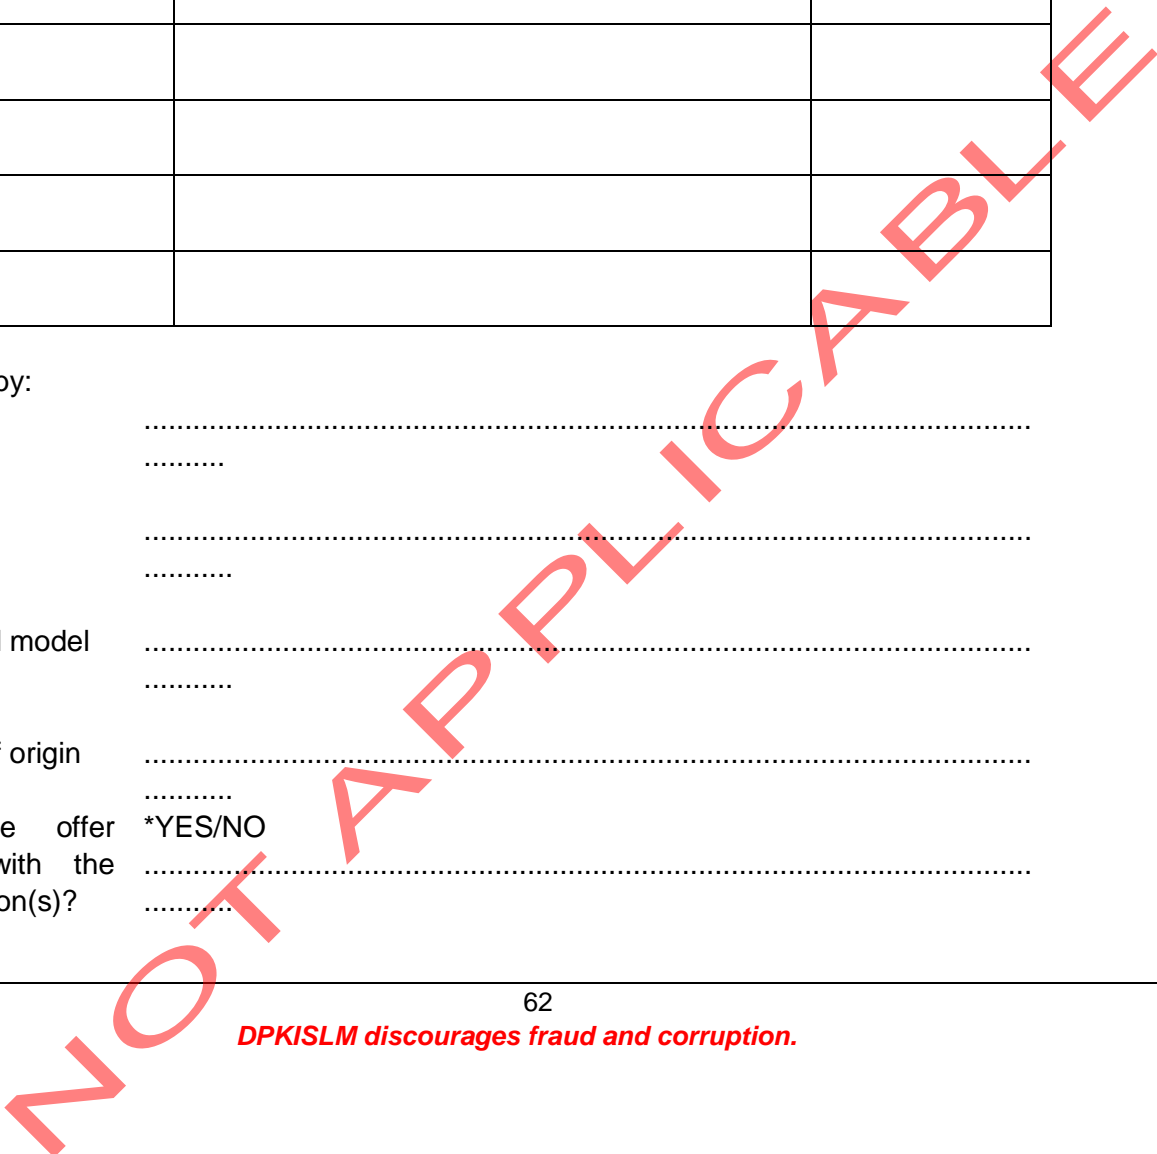 by:
.............................................................................................................
..........
.............................................................................................................
...........
model .............................................................................................................
...........
origin .............................................................................................................
...........
offer *YES/NO
with the .............................................................................................................
on(s)? ...........
62
DPKISLM discourages fraud and corruption.
NOT APPLICABLE